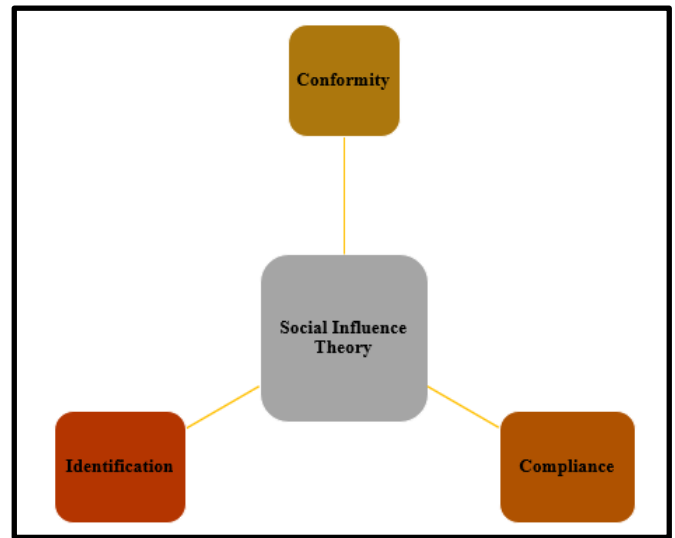 Conformity
Social Influence
Theory
Identification
Compliance